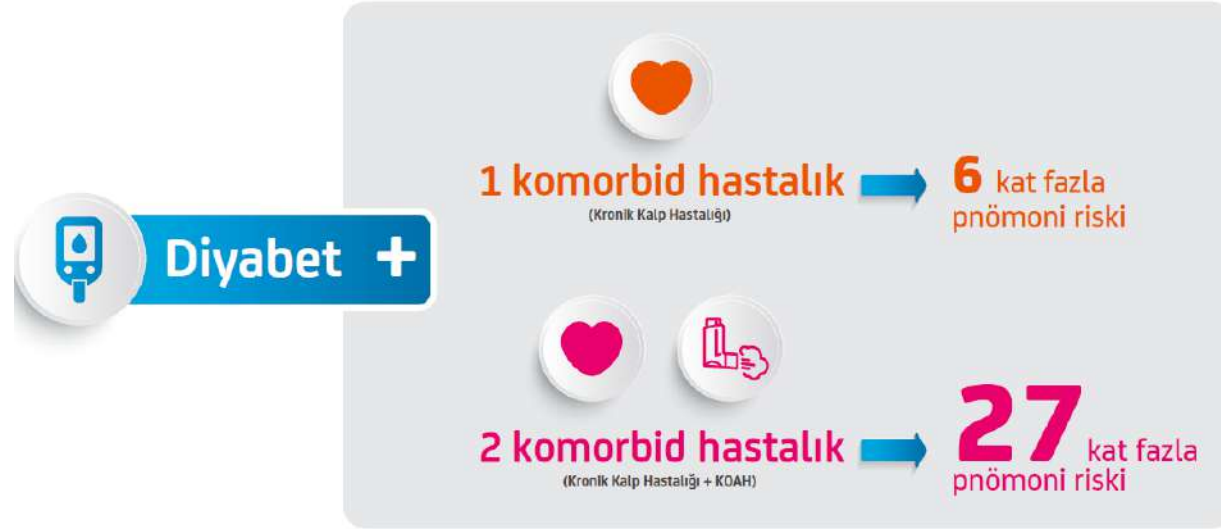 Diyabet +
1 komorbid hastalık
(Kronik Kalp Hastalığı)
6 kat fazla
pnömoni riski
2 komorbid hastalık
(Kronik Kalp Hastalığı + KOAH)
27 kat fazla
pnömoni riski